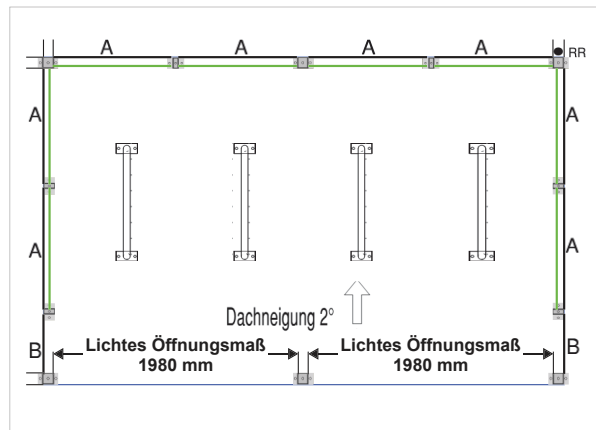 A A A A RR
A A
A A
Dachneigung 2°
B Lichtes Öffnungsmaß Lichtes Öffnungsmaß B
1980 mm 1980 mm